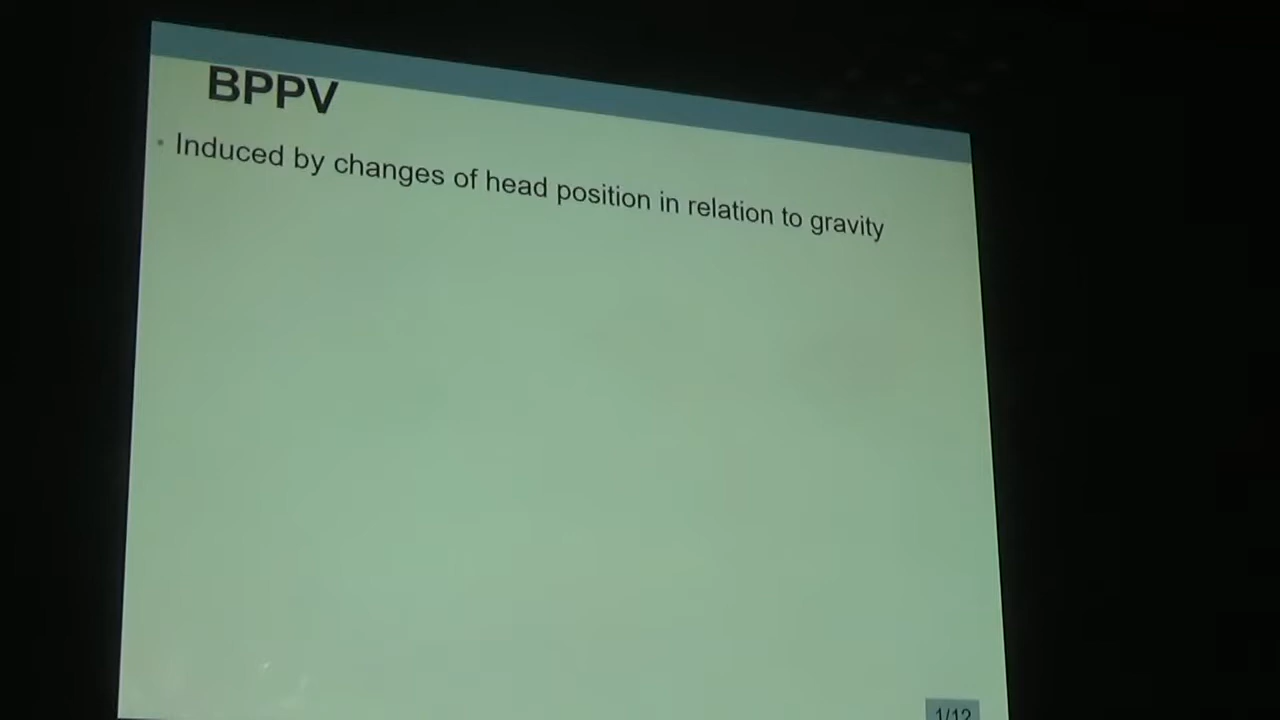 BPPV
• Induced by changes of head position in relation to gravity
1/12